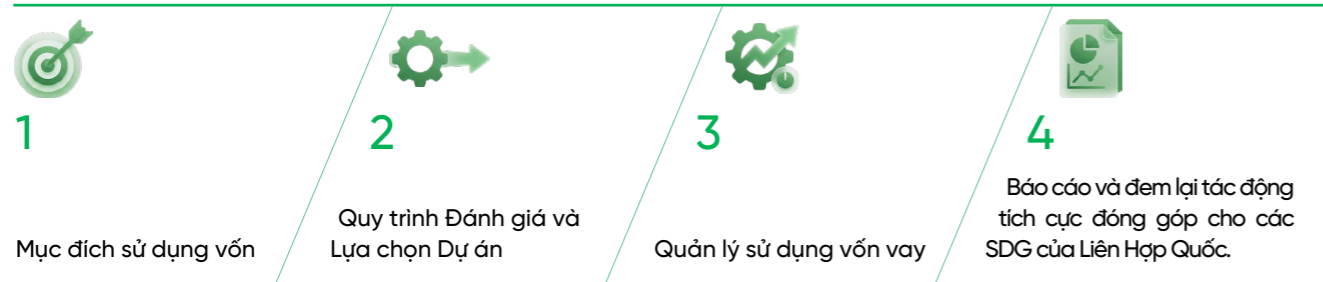 1
Mục đích sử dụng vốn
2
Quy trình Đánh giá và
Lựa chọn Dự án
3
Quản lý sử dụng vốn vay
4
Báo cáo và đem lại tác động
tích cực đóng góp cho các
SDG của Liên Hợp Quốc.